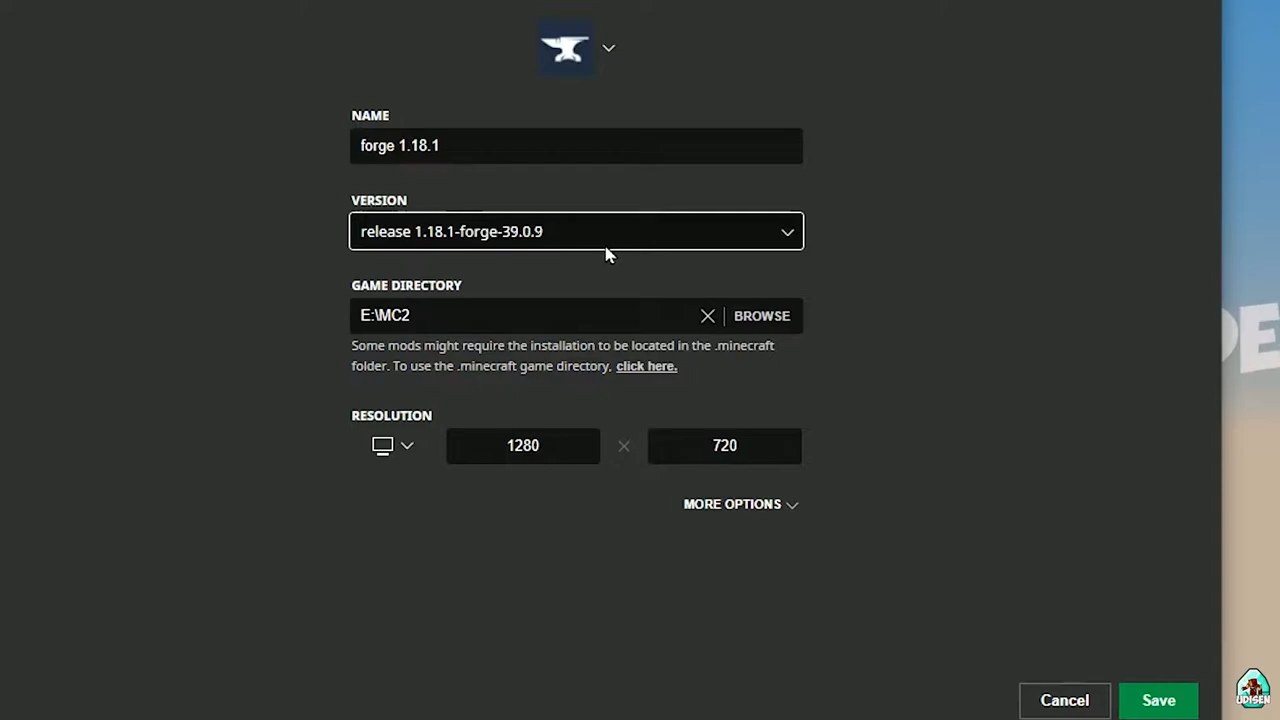 NAME
forge 1.18.1
VERSION
release 1.18.1-forge-39.0.9
GAME DIRECTORY
E:\MC2
BROWSE
Some mods might require the installation to be located in the .minecraft
folder. To use the .minecraft game directory, click here.
RESOLUTION
1280
720
MORE OPTIONS
Cancel
Save
UDISEN